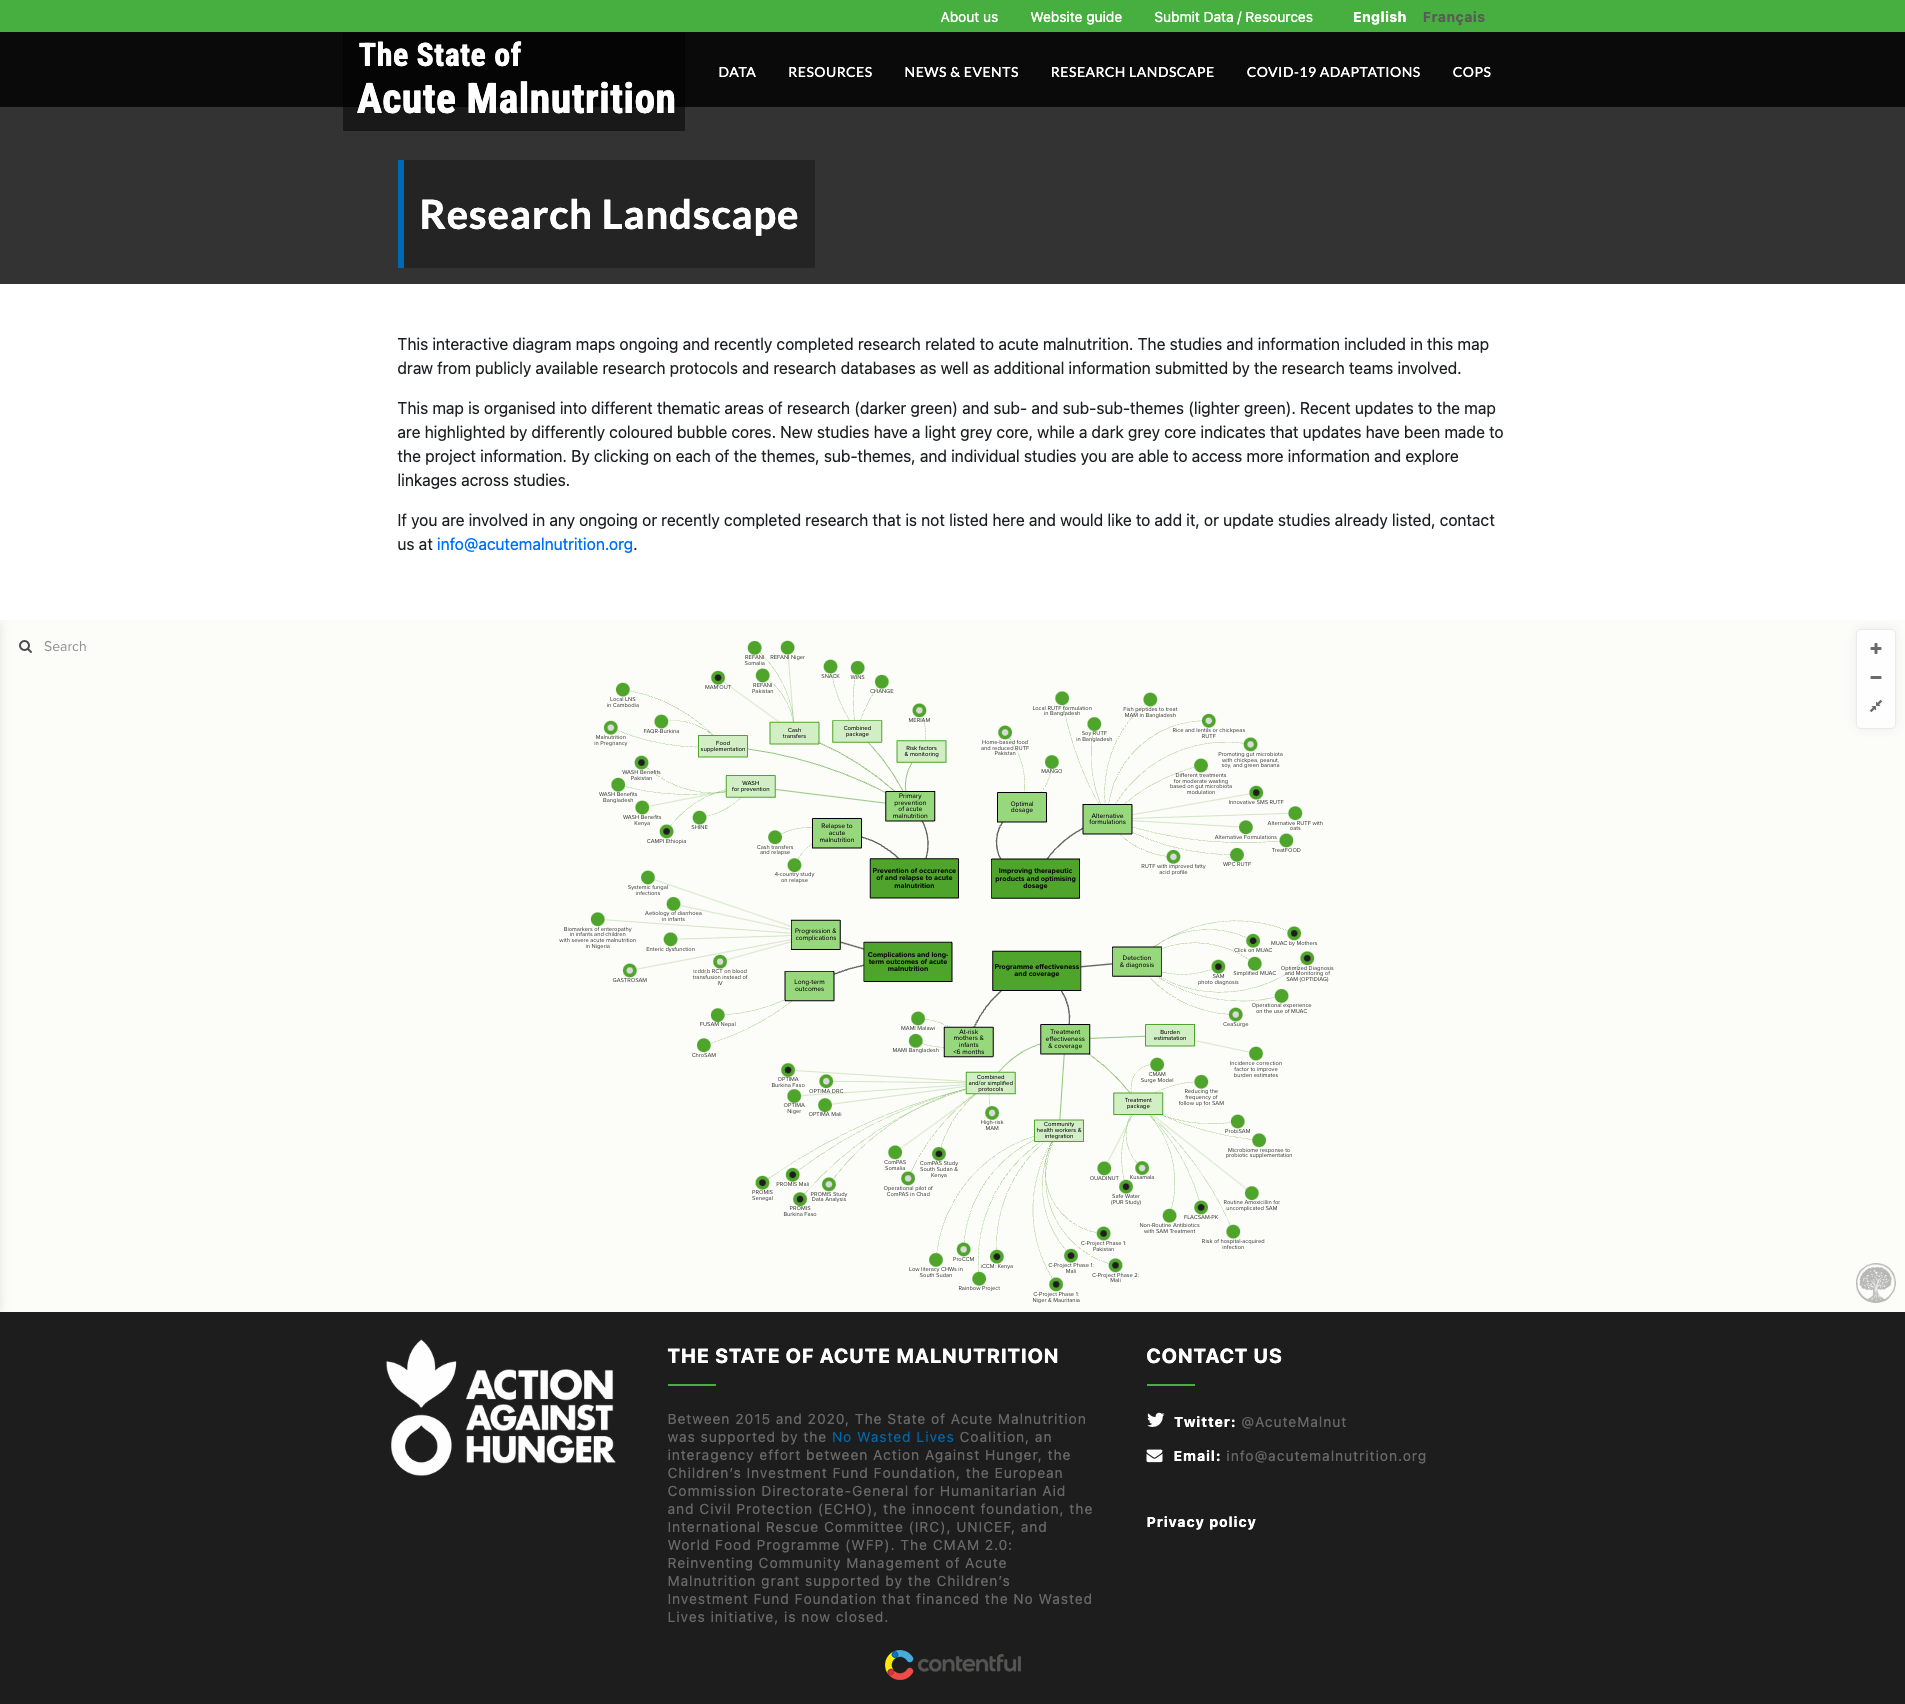 About us
Website guide
Submit Data / Resources
English
Français
The State of
Acute Malnutrition
DATA
RESOURCES
NEWS & EVENTS
RESEARCH LANDSCAPE
COVID-19 ADAPTATIONS
COPS
Research Landscape
This interactive diagram maps ongoing and recently completed research related to acute malnutrition. The studies and information included in this map
draw from publicly available research protocols and research databases as well as additional information submitted by the research teams involved.
This map is organised into different thematic areas of research (darker green) and sub- and sub-sub-themes (lighter green). Recent updates to the map
are highlighted by differently coloured bubble cores. New studies have a light grey core, while a dark grey core indicates that updates have been made to
the project information. By clicking on each of the themes, sub-themes, and individual studies you are able to access more information and explore
linkages across studies.
If you are involved in any ongoing or recently completed research that is not listed here and would like to add it, or update studies already listed, contact
us at info@acutemalnutrition.org.
Search
REFANI
Somalia
REFANI Niger
REFANI
Pakistan
MAM'OUT
SNACK
WINS
CHANGE
MERIAM
Local LNS
in Cambodia
FAQR-Burkina
Malnutrition
in Pregnancy
Food
supplementation
Cash
transfers
Combined
package
Risk factors
& monitoring
WASH Benefits
Pakistan
WASH Benefits
Bangladesh
WASH Benefits
Kenya
CAMPI Ethiopia
SHINE
WASH
for prevention
Primary
prevention
of acute
malnutrition
Relapse to
acute
malnutrition
Cash transfers
and relapse
4-country study
on relapse
Prevention of occurrence
of and relapse to acute
malnutrition
Local RUTF formulation
in Bangladesh
Soy RUTF
in Bangladesh
Fish peptides to treat
MAM in Bangladesh
Rice and lentils or chickpeas
RUTF
Home-based food
and reduced RUTF
Pakistan
MANGO
Promoting gut microbiota
with chickpea, peanut,
soy, and green banana
Different treatments
for moderate wasting
based on gut microbiota
modulation
Innovative SMS RUTF
Alternative RUTF with
oats
Alternative Formulations
TreatFOOD
WPC RUTF
RUTF with improved fatty
acid profile
Optimal
dosage
Alternative
formulations
Improving therapeutic
products and optimising
dosage
Systemic fungal
infections
Aetiology of diarrhoea
in infants
Biomarkers of enteropathy
in infants and children
with severe acute malnutrition
in Nigeria
Enteric dysfunction
GASTROSAM
icddr,b RCT on blood
transfusion instead of
IV
Progression &
complications
Complications and long-
term outcomes of acute
malnutrition
Long-term
outcomes
FUSAM Nepal
ChroSAM
Programme effectiveness
and coverage
Detection
& diagnosis
MUAC by Mothers
Click on MUAC
Simplified MUAC
SAM
photo diagnosis
Optimized Diagnosis
and Monitoring of
SAM (OPTIDIAG)
Operational experience
on the use of MUAC
CeaSurge
MAMI Malawi
MAMI Bangladesh
At-risk
mothers &
infants
<6 months
Treatment
effectiveness
& coverage
Burden
estimatation
Incidence correction
factor to improve
burden estimates
Combined
and/or simplified
protocols
OPTIMA
Burkina Faso
OPTIMA DRC
OPTIMA
Niger
OPTIMA Mali
High-risk
MAM
CMAM
Surge Model
Reducing the
frequency of
follow up for SAM
Treatment
package
Community
health workers &
integration
ProbiSAM
Microbiome response to
probiotic supplementation
ComPAS
Somalia
ComPAS Study
South Sudan &
Kenya
Operational pilot of
ComPAS in Chad
PROMIS
Senegal
PROMIS Mali
PROMIS
Burkina Faso
PROMIS Study
Data Analysis
OUADINUT
Kusamala
Safe Water
(PUR Study)
Routine Amoxicillin for
uncomplicated SAM
FLACSAM-PK
Non-Routine Antibiotics
with SAM Treatment
Risk of hospital-acquired
infection
Low literacy CHWs in
South Sudan
ProCCM
iCCM: Kenya
Rainbow Project
C-Project Phase 1:
Pakistan
C-Project Phase 1:
Mali
C-Project Phase 2:
Mali
C-Project Phase 1:
Niger & Mauritania
ACTION
AGAINST
HUNGER
THE STATE OF ACUTE MALNUTRITION
Between 2015 and 2020, The State of Acute Malnutrition
was supported by the No Wasted Lives Coalition, an
interagency effort between Action Against Hunger, the
Children's Investment Fund Foundation, the European
Commission Directorate-General for Humanitarian Aid
and Civil Protection (ECHO), the innocent foundation, the
International Rescue Committee (IRC), UNICEF, and
World Food Programme (WFP). The CMAM 2.0:
Reinventing Community Management of Acute
Malnutrition grant supported by the Children's
Investment Fund Foundation that financed the No Wasted
Lives initiative, is now closed.
CONTACT US
Twitter: @AcuteMalnut
Email: info@acutemalnutrition.org
Privacy policy
contentful